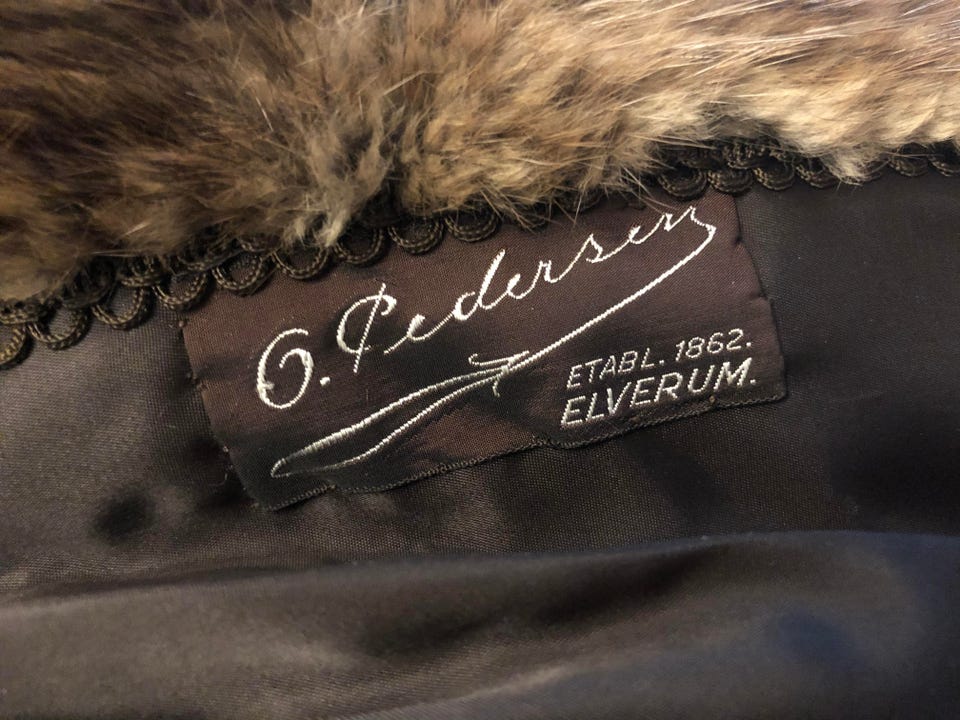 O. Pedersen
ETABL. 1862.
ELVERUM.